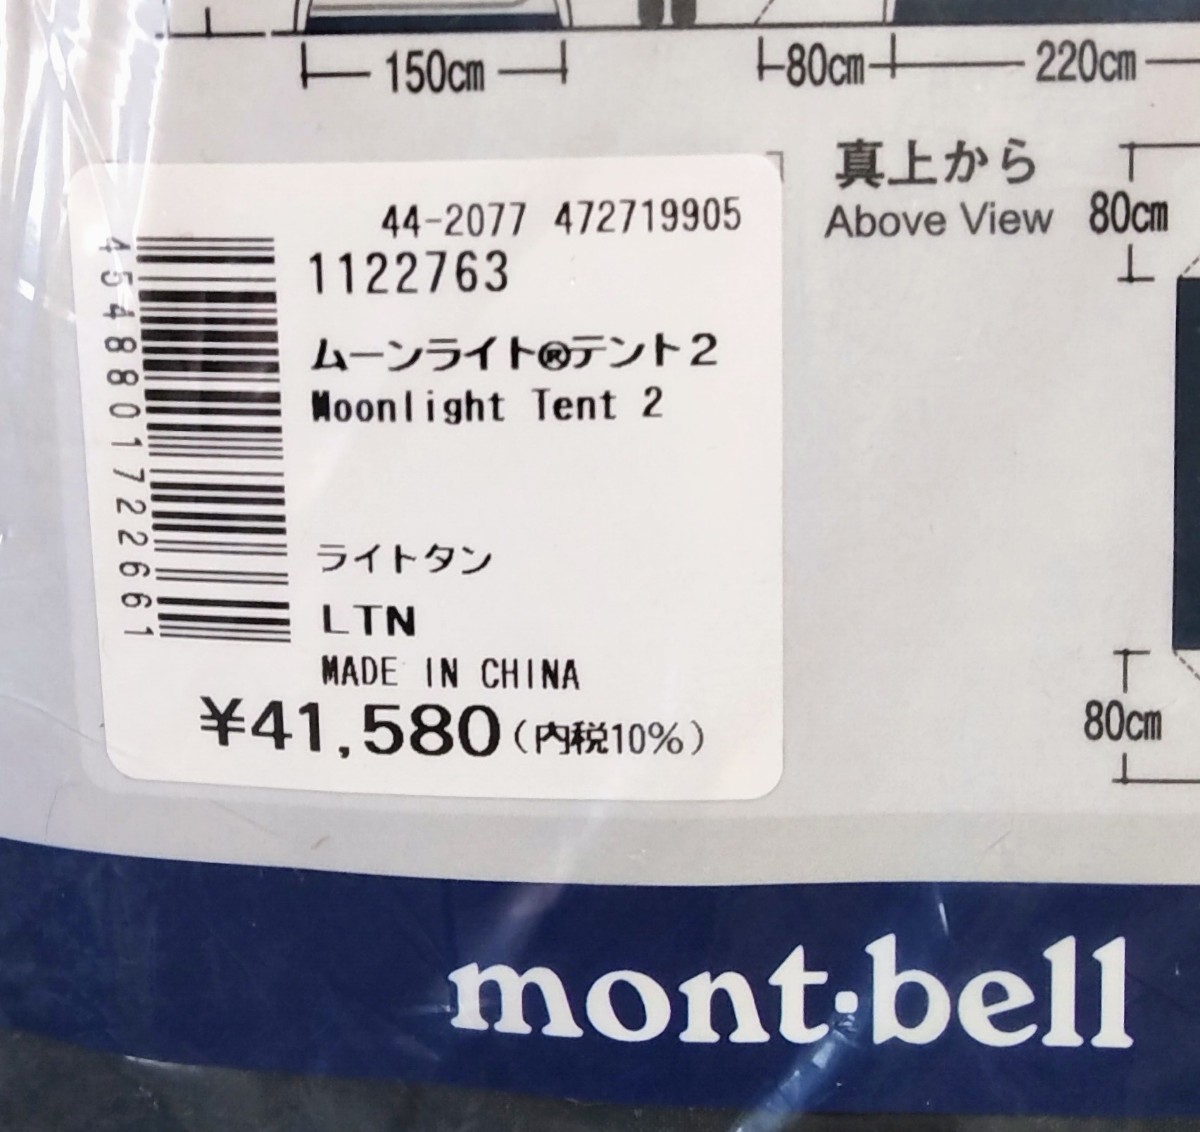 150cm
80cm
220cm
真上から
Above View
80cm
80cm
44-2077 472719905
1122763
ムーンライト®テント2
Moonlight Tent 2
ライトタン
LTN
MADE IN CHINA
¥41,580(内税10%)
4548801722661
mont·bell